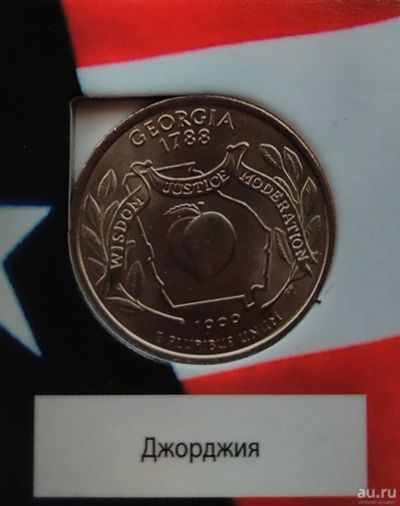 GEORGIA
1788
WISDOM JUSTICE MODERATION
1999
E PLURIBUS UNUM
Джорджия
au.ru